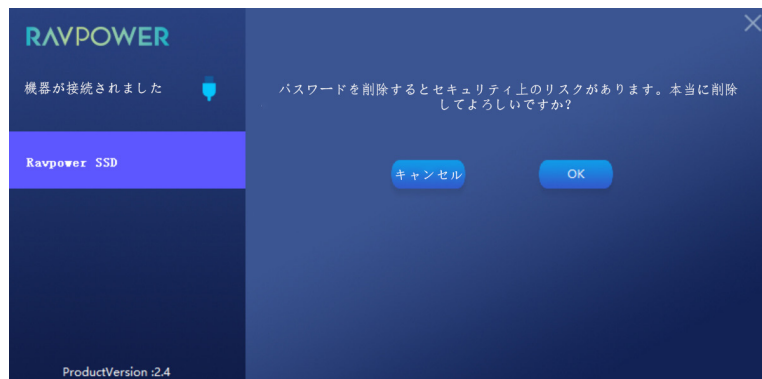 RAVPOWER
機器が接続されました
Ravpower SSD
ProductVersion :2.4
パスワードを削除するとセキュリティ上のリスクがあります。本当に削除
してよろしいですか?
キャンセル
OK